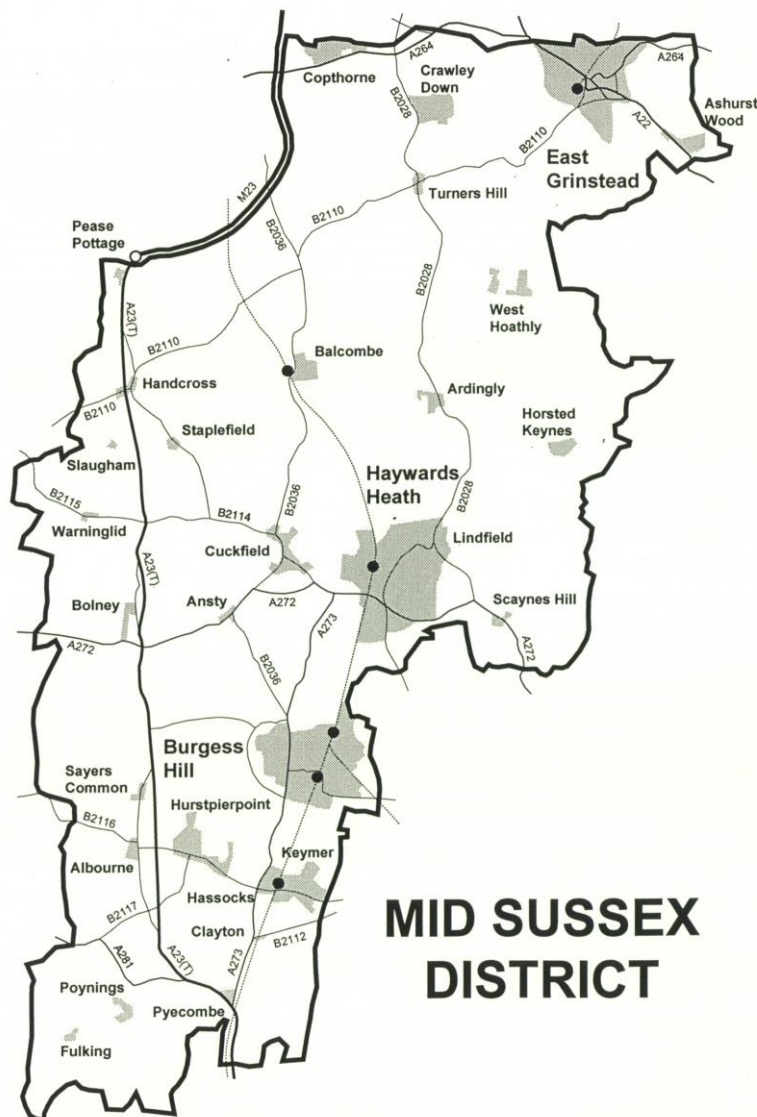 A264
Copthorne
Crawley
Down
B2028
A264
Ashurst
Wood
A22
East
Grinstead
B2110
Turners Hill
M23
B2036
B2110
Pease
Pottage
B2028
West
Hoathly
A23(T)
B2110
Balcombe
Handcross
B2110
Ardingly
Staplefield
Horsted
Keynes
Slaugham
Haywards
Heath
B2036
B2028
B2115
B2114
Warninglid
Cuckfield
Lindfield
A23(T)
Bolney
Ansty
A272
A273
Scaynes Hill
A272
A272
B2036
Burgess
Hill
Sayers
Common
Hurstpierpoint
B2116
Keymer
Albourne
Hassocks
B2117
Clayton
B2112
A281
A23(T)
A273
Poynings
Pyecombe
Fulking
MID SUSSEX
DISTRICT